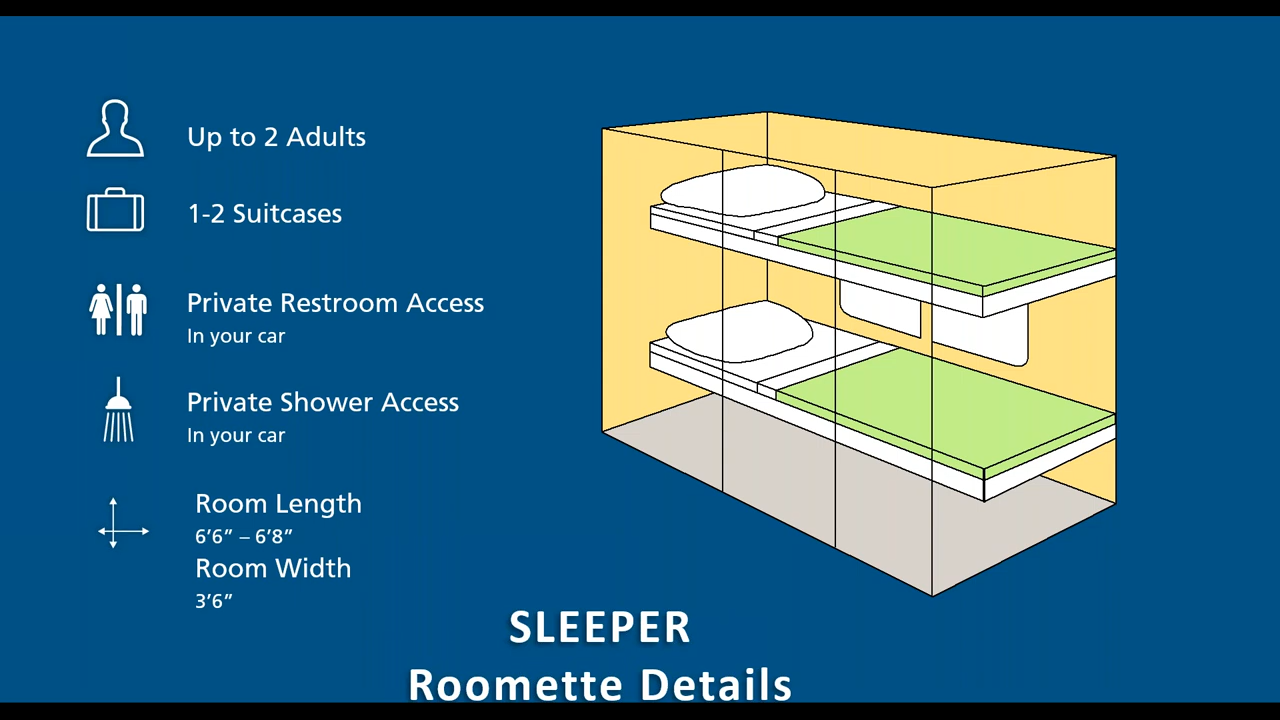 Up to 2 Adults
1-2 Suitcases
Private Restroom Access
In your car
Private Shower Access
In your car
Room Length
6’6” – 6’8”
Room Width
3’6”
SLEEPER
Roomette Details